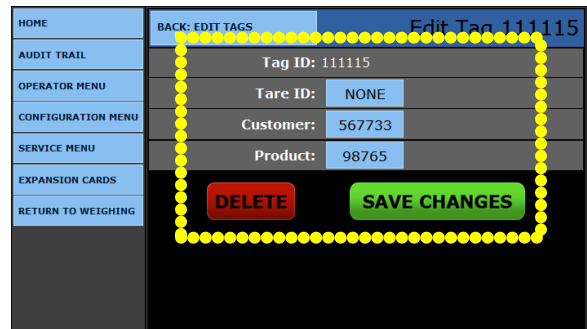 HOME
AUDIT TRAIL
OPERATOR MENU
CONFIGURATION MENU
SERVICE MENU
EXPANSION CARDS
RETURN TO WEIGHING
BACK: EDIT TAGS
Edit Tag 111115
Tag ID: 111115
Tare ID: NONE
Customer: 567733
Product: 98765
DELETE
SAVE CHANGES